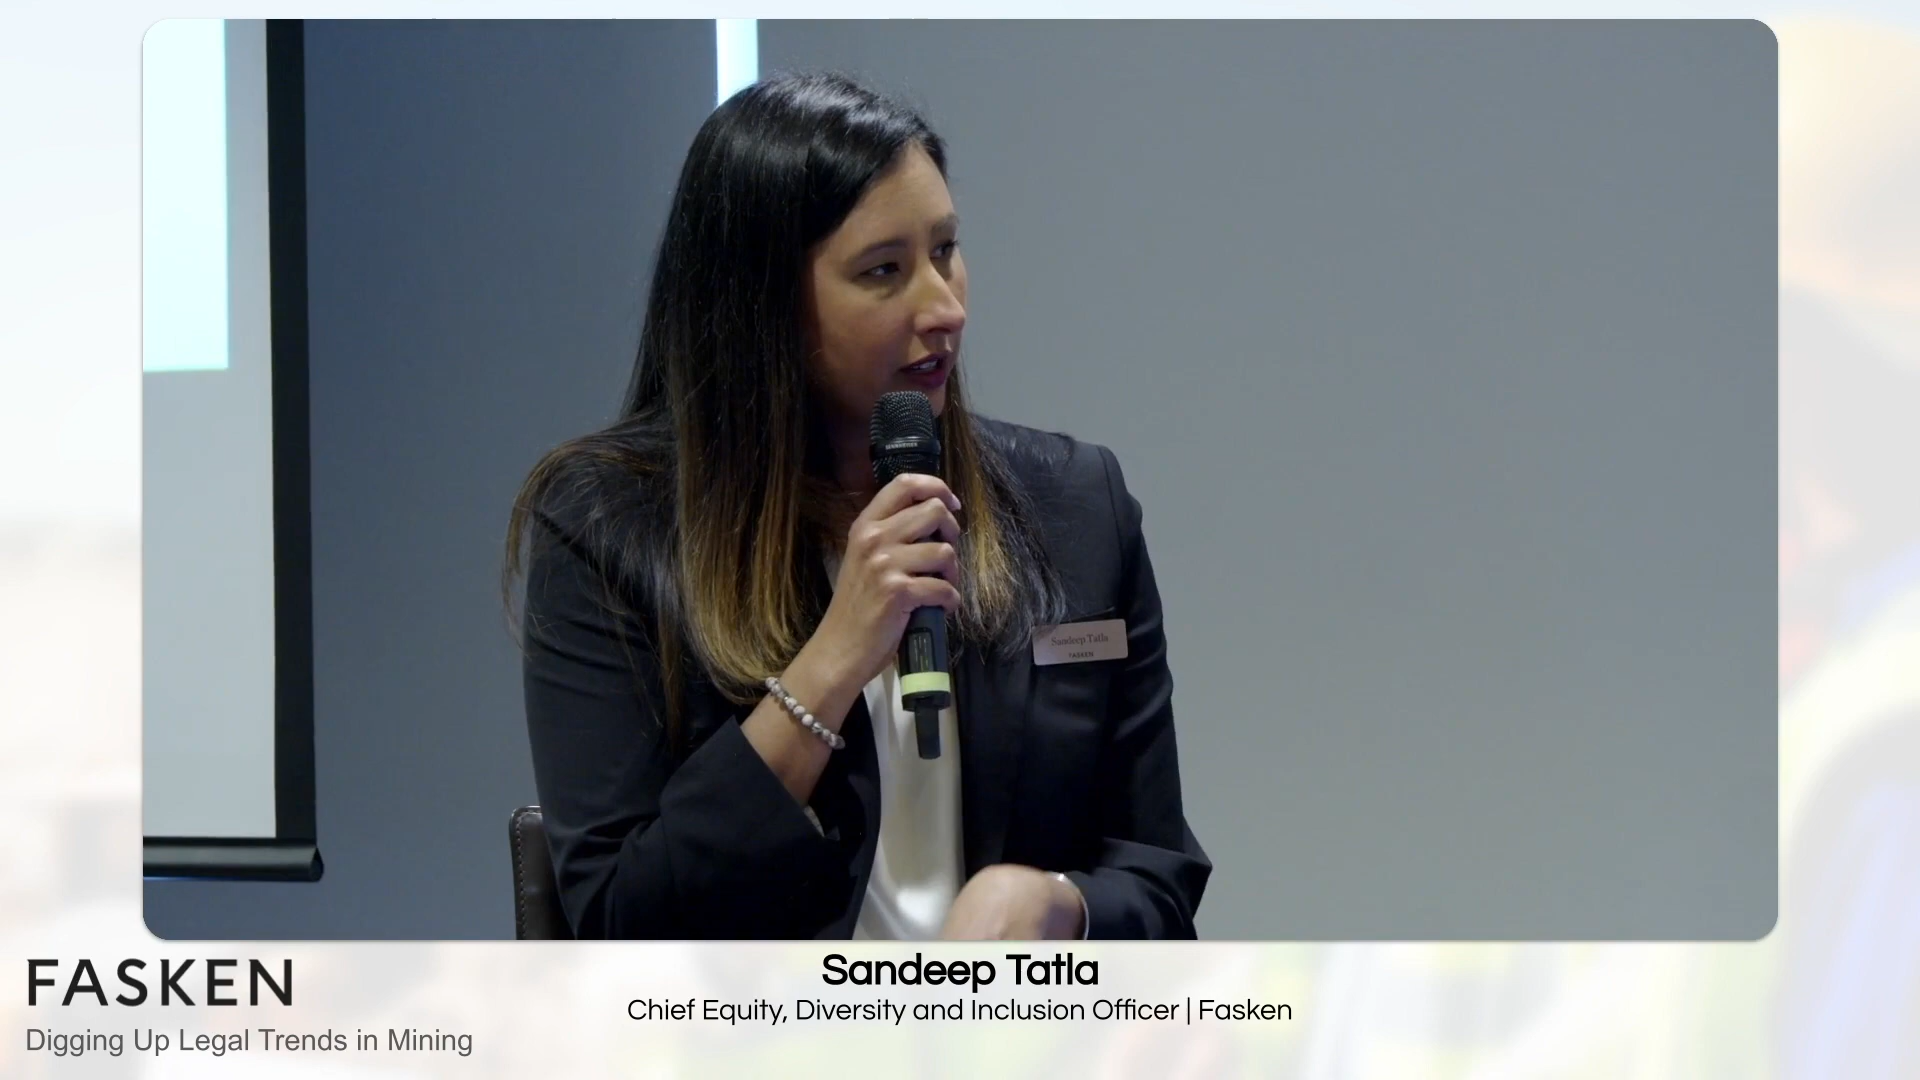 Sandeep Tatla
FASKEN
FASKEN
Digging Up Legal Trends in Mining
Sandeep Tatla
Chief Equity, Diversity and Inclusion Officer | Fasken